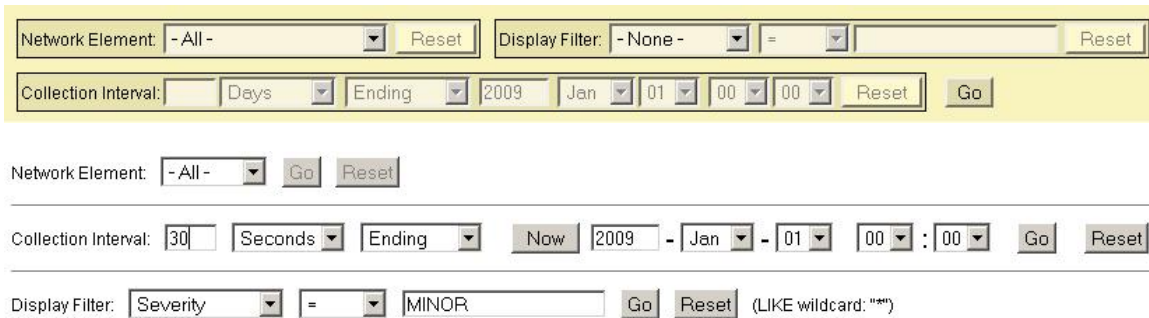 Network Element: - All - Reset Display Filter: - None - = Reset
Collection Interval: Days Ending 2009 Jan 01 00 00 Reset Go
Network Element: - All - Go Reset
Collection Interval: 30 Seconds Ending Now 2009 - Jan - 01 00 : 00 Go Reset
Display Filter: Severity = MINOR Go Reset (LIKE wildcard: "*")